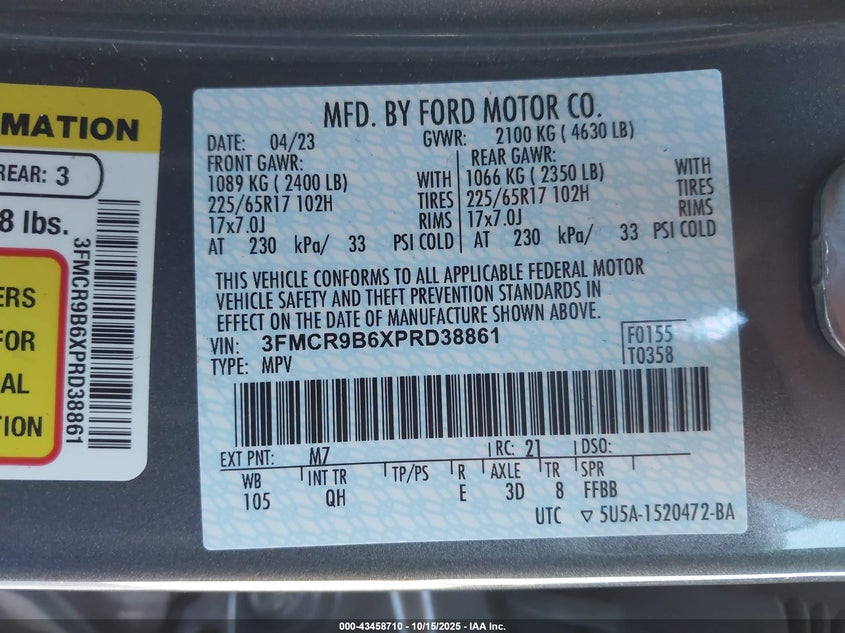 MATION
REAR: 3
8 lbs.
ERS
FOR
AL
TION
3FMCR9B6XPRD38861
MFD. BY FORD MOTOR CO.
DATE: 04/23 GVWR: 2100 KG ( 4630 LB)
FRONT GAWR: REAR GAWR:
1089 KG ( 2400 LB) WITH 1066 KG ( 2350 LB) WITH
225/65R17 102H TIRES 225/65R17 102H TIRES
17x7.0J RIMS 17x7.0J RIMS
AT 230 kPa/ 33 PSI COLD AT 230 kPa/ 33 PSI COLD
THIS VEHICLE CONFORMS TO ALL APPLICABLE FEDERAL MOTOR
VEHICLE SAFETY AND THEFT PREVENTION STANDARDS IN
EFFECT ON THE DATE OF MANUFACTURE SHOWN ABOVE.
VIN: 3FMCR9B6XPRD38861 F0155
TYPE: MPV T0358
EXT PNT: M7 RC: 21 DSO:
WB INT TR TP/PS R AXLE TR SPR
105 QH E 3D 8 FFBB
UTC ▽ 5U5A-1520472-BA
000-43458710 - 10/15/2025 - IAA Inc.